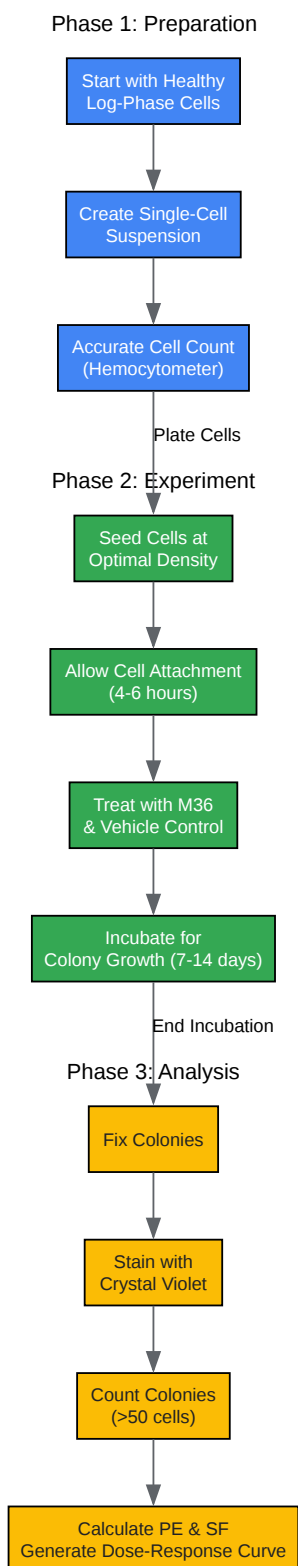 Phase 1: Preparation
Start with Healthy
Log-Phase Cells
Create Single-Cell
Suspension
Accurate Cell Count
(Hemocytometer)
Plate Cells
Phase 2: Experiment
Seed Cells at
Optimal Density
Allow Cell Attachment
(4-6 hours)
Treat with M36
& Vehicle Control
Incubate for
Colony Growth (7-14 days)
End Incubation
Phase 3: Analysis
Fix Colonies
Stain with
Crystal Violet
Count Colonies
(>50 cells)
Calculate PE & SF
Generate Dose-Response Curve